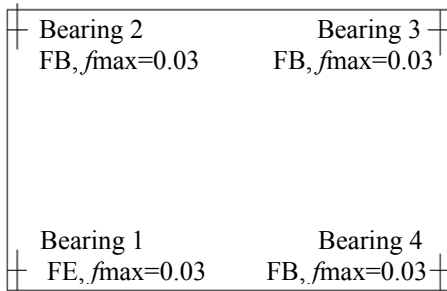 Bearing 2
FB, fmax=0.03
Bearing 3
FB, fmax=0.03
Bearing 1
FE, fmax=0.03
Bearing 4
FB, fmax=0.03